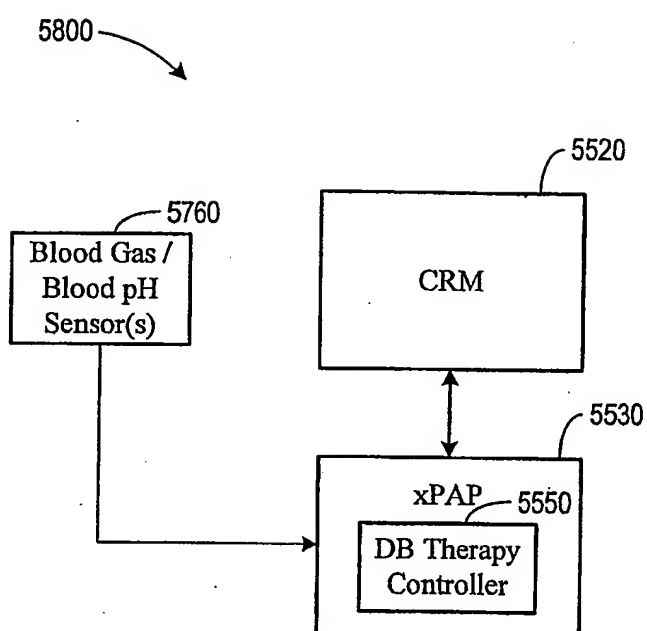 5800
5520
5760
Blood Gas /
Blood pH
Sensor(s)
CRM
5530
xPAP
5550
DB Therapy
Controller